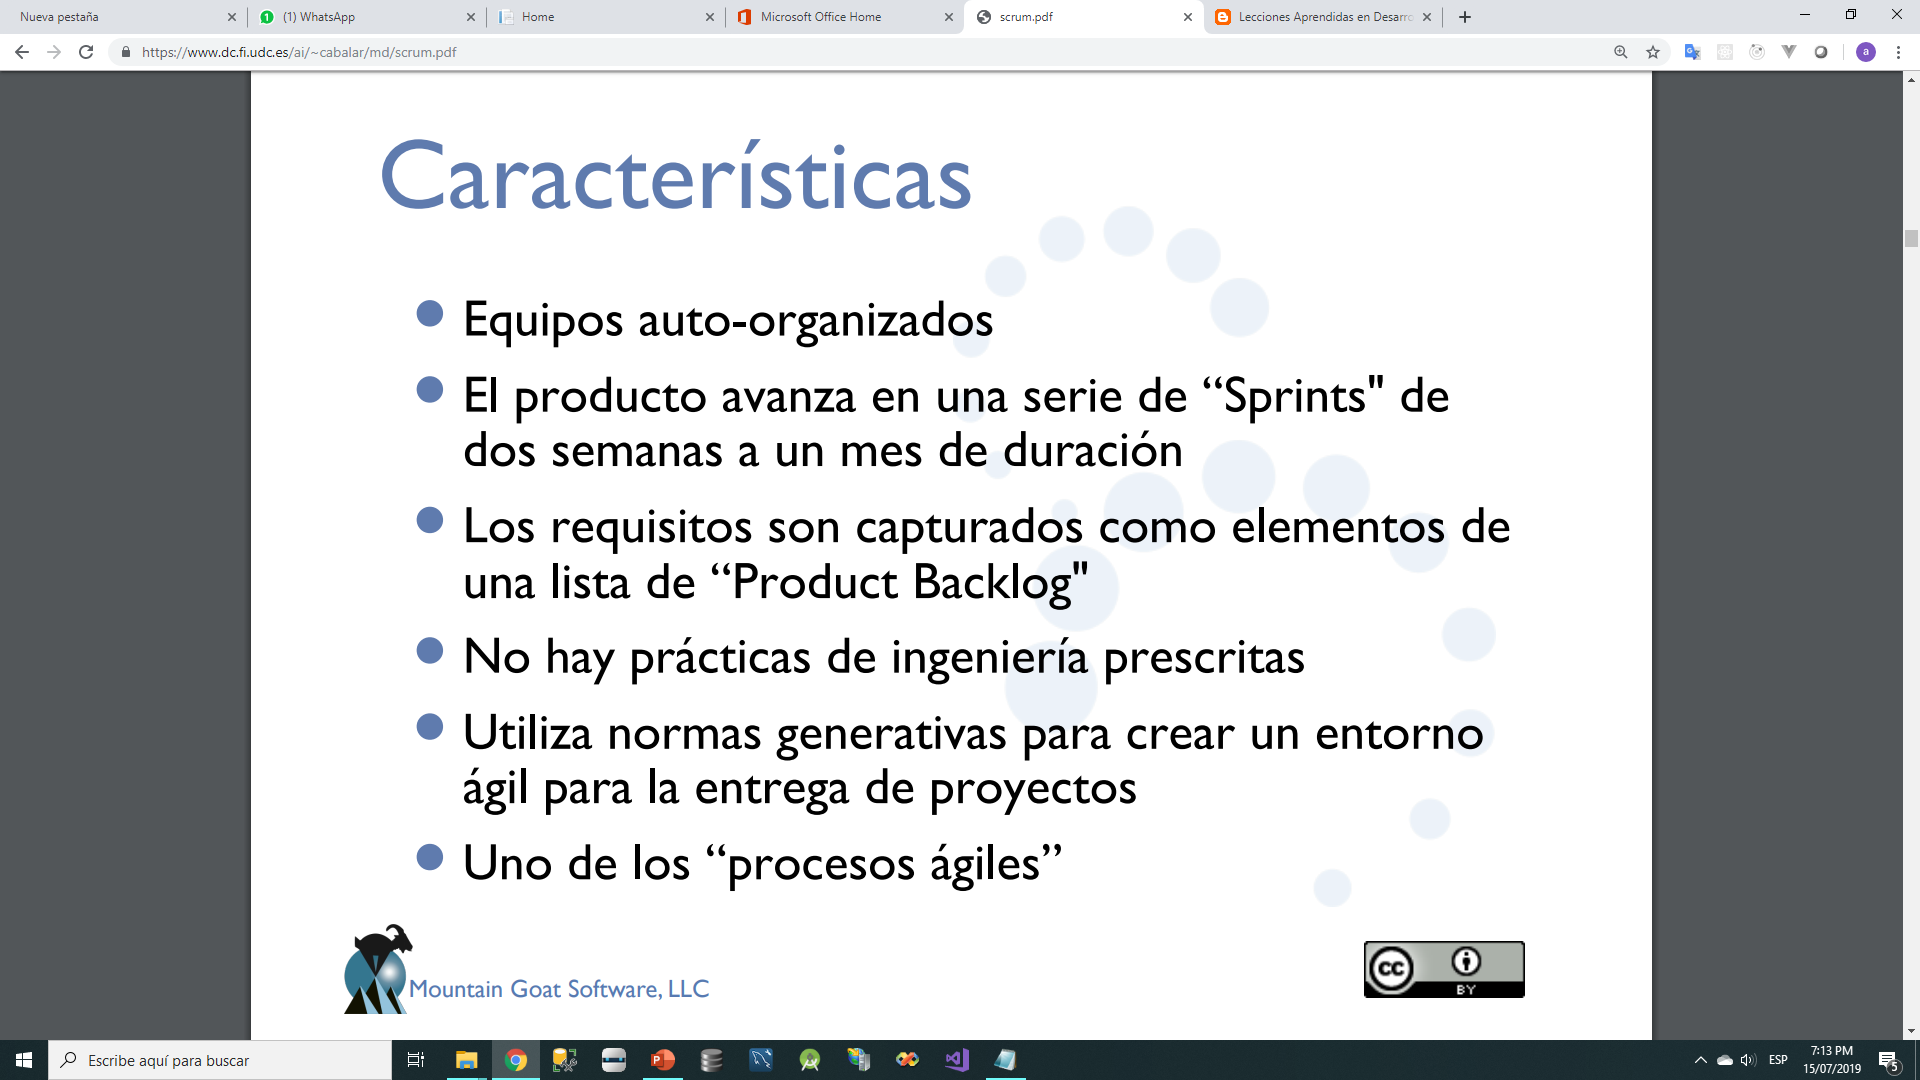 Nueva pestaña
(1) WhatsApp
Home
Microsoft Office Home
scrum.pdf
Lecciones Aprendidas en Desarro
https://www.dc.fi.udc.es/ai/~cabalar/md/scrum.pdf
a
Características
Equipos auto-organizados
El producto avanza en una serie de “Sprints" de
dos semanas a un mes de duración
Los requisitos son capturados como elementos de
una lista de “Product Backlog"
No hay prácticas de ingeniería prescritas
Utiliza normas generativas para crear un entorno
ágil para la entrega de proyectos
Uno de los “procesos ágiles”
Mountain Goat Software, LLC
cc
BY
Escribe aquí para buscar
ESP
7:13 PM
15/07/2019
5